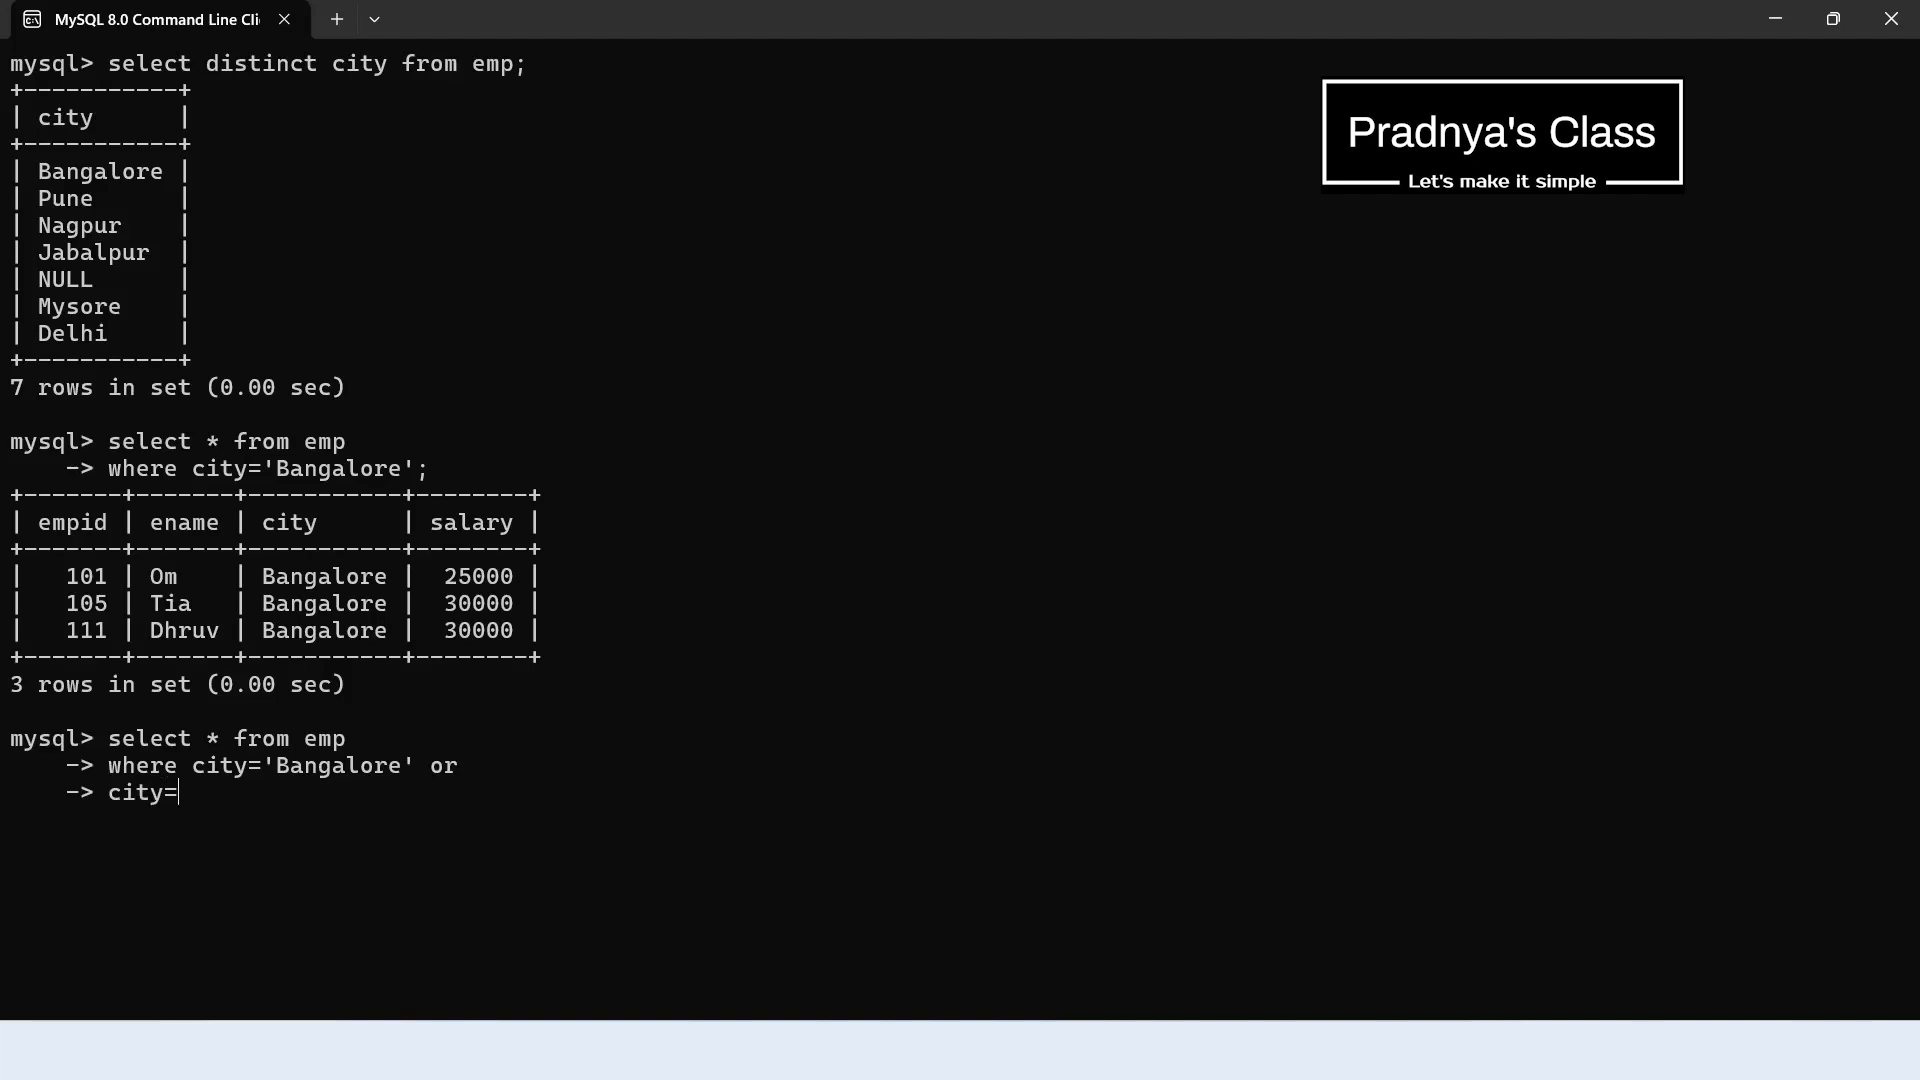 MySQL 8.0 Command Line Cli
mysql> select distinct city from emp;
+-----------+
| city      |
+-----------+
| Bangalore |
| Pune      |
| Nagpur    |
| Jabalpur  |
| NULL      |
| Mysore    |
| Delhi     |
+-----------+
7 rows in set (0.00 sec)
mysql> select * from emp
    -> where city='Bangalore';
+-------+-------+-----------+--------+
| empid | ename | city      | salary |
+-------+-------+-----------+--------+
|   101 | Om    | Bangalore |  25000 |
|   105 | Tia   | Bangalore |  30000 |
|   111 | Dhruv | Bangalore |  30000 |
+-------+-------+-----------+--------+
3 rows in set (0.00 sec)
mysql> select * from emp
    -> where city='Bangalore' or
    -> city=
Pradnya's Class
Let's make it simple